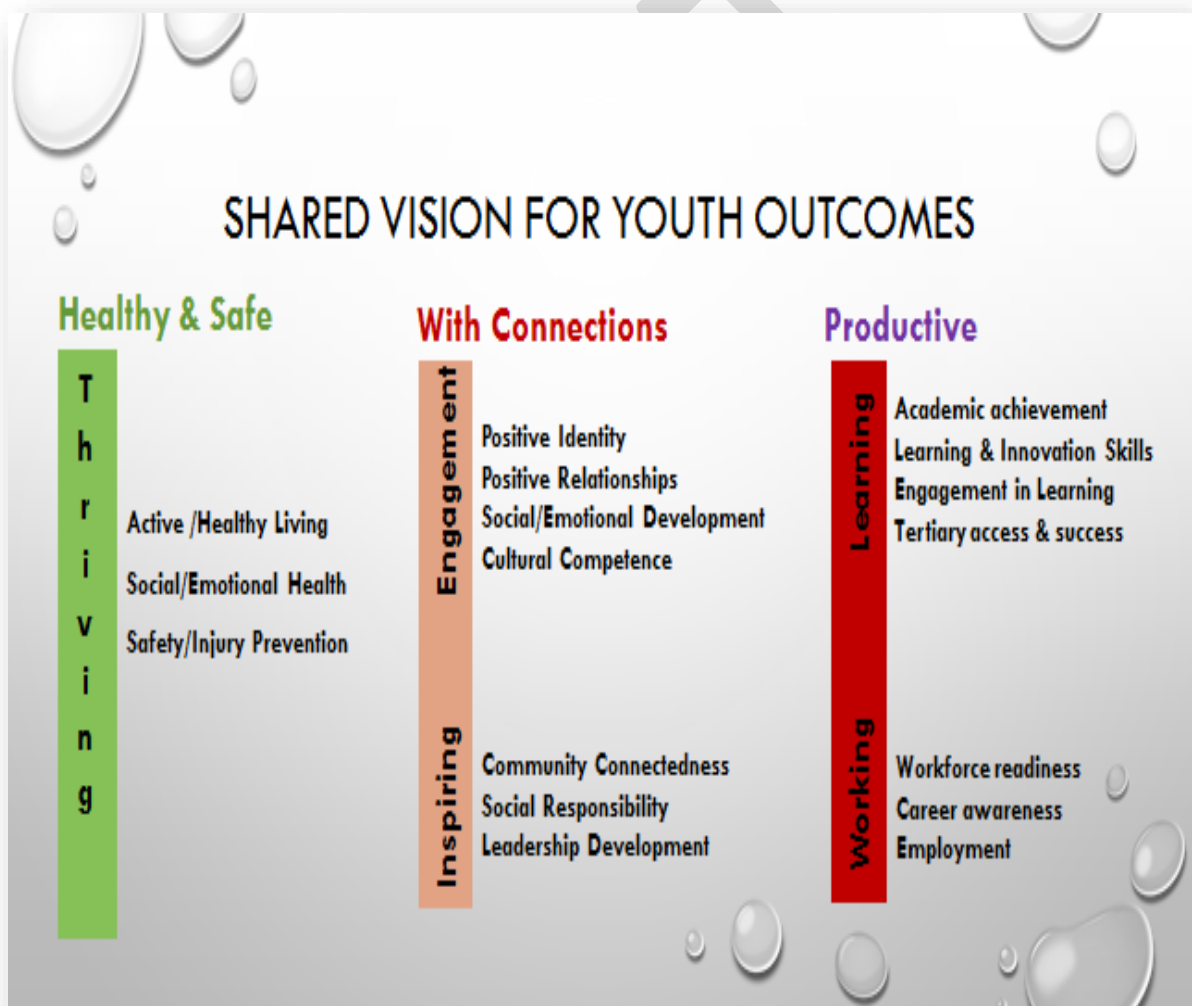 SHARED VISION FOR YOUTH OUTCOMES
Healthy & Safe
Thriving
Active /Healthy Living
Social/Emotional Health
Safety/Injury Prevention
With Connections
Engagement
Positive Identity
Positive Relationships
Social/Emotional Development
Cultural Competence
Inspiring
Community Connectedness
Social Responsibility
Leadership Development
Productive
Learning
Academic achievement
Learning & Innovation Skills
Engagement in Learning
Tertiary access & success
Working
Workforce readiness
Career awareness
Employment